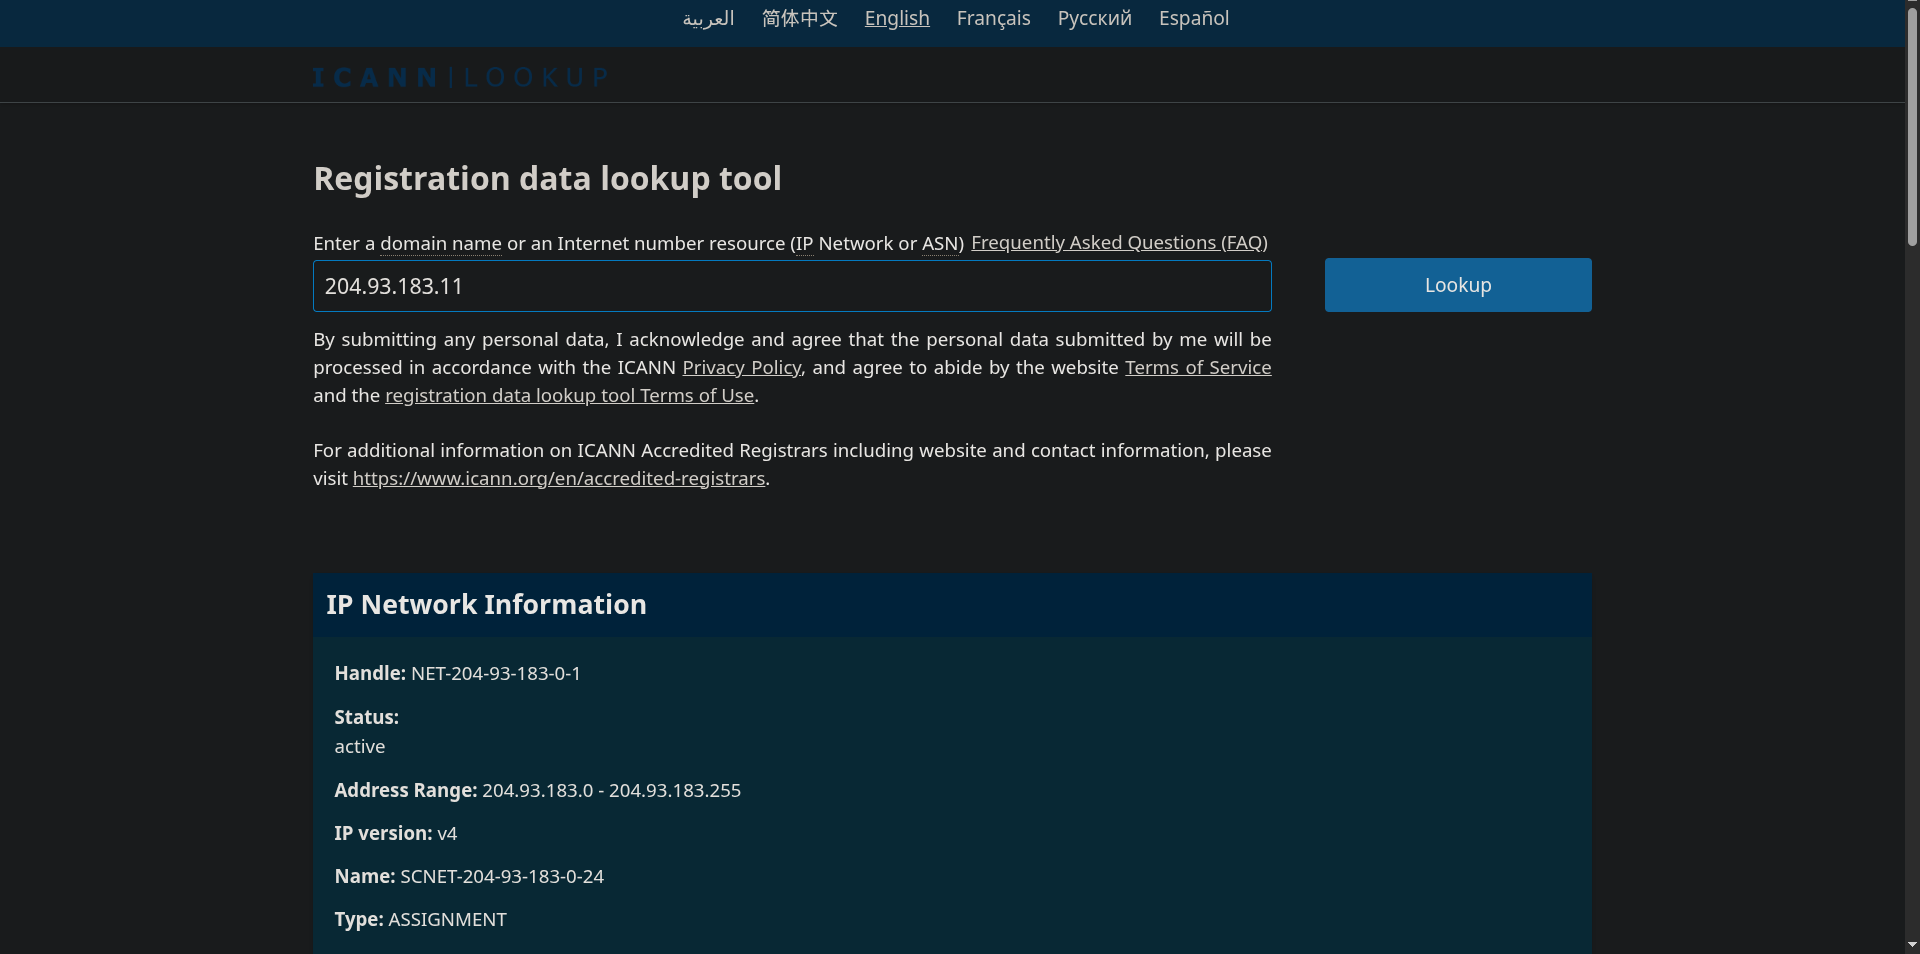 العربية 简体中文 English Français Русский Español
ICANN|LOOKUP
Registration data lookup tool
Enter a domain name or an Internet number resource (IP Network or ASN) Frequently Asked Questions (FAQ)
204.93.183.11
Lookup
By submitting any personal data, I acknowledge and agree that the personal data submitted by me will be
processed in accordance with the ICANN Privacy Policy, and agree to abide by the website Terms of Service
and the registration data lookup tool Terms of Use.
For additional information on ICANN Accredited Registrars including website and contact information, please
visit https://www.icann.org/en/accredited-registrars.
IP Network Information
Handle: NET-204-93-183-0-1
Status:
active
Address Range: 204.93.183.0 - 204.93.183.255
IP version: v4
Name: SCNET-204-93-183-0-24
Type: ASSIGNMENT